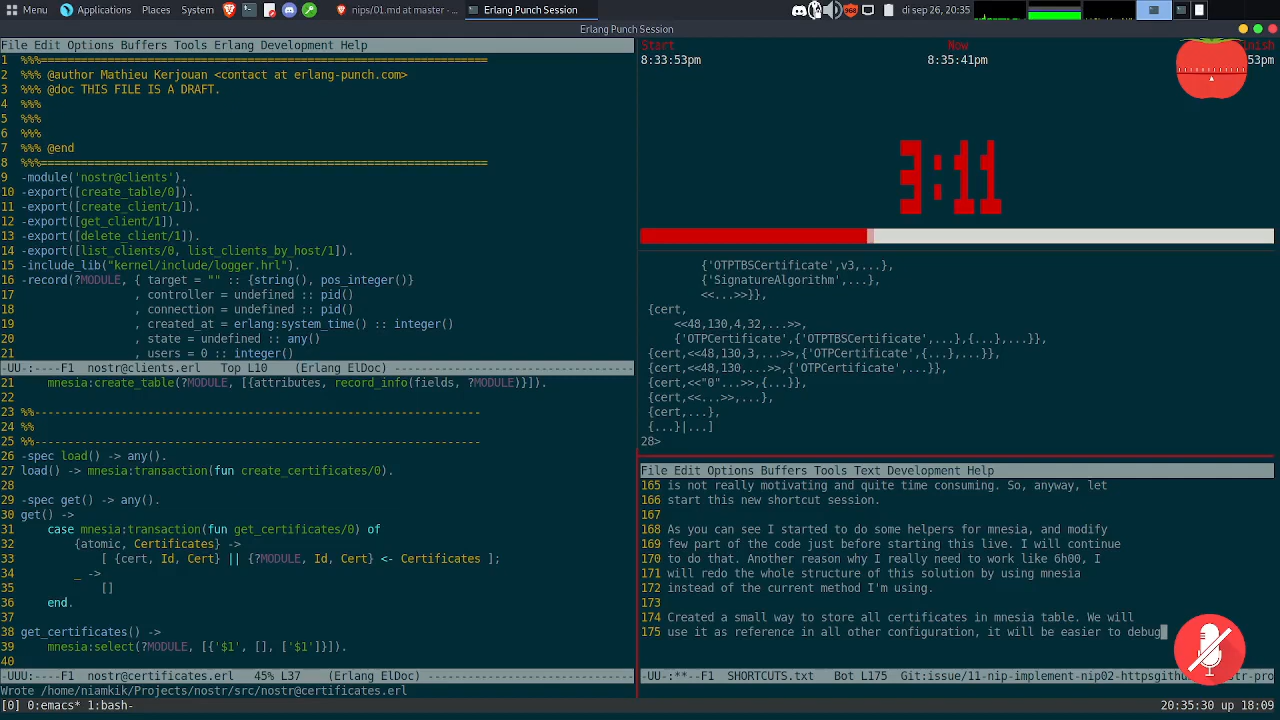 Menu Applications Places System nips/01.md at master - ... Erlang Punch Session 968 di sep 26, 20:35
Erlang Punch Session
File Edit Options Buffers Tools Erlang Development Help
1 %%%===================================================================
2 %%% @author Mathieu Kerjouan <contact at erlang-punch.com>
3 %%% @doc THIS FILE IS A DRAFT.
4 %%%
5 %%%
6 %%%
7 %%% @end
8 %%%===================================================================
9 -module('nostr@clients').
10 -export([create_table/0]).
11 -export([create_client/1]).
12 -export([get_client/1]).
13 -export([delete_client/1]).
14 -export([list_clients/0, list_clients_by_host/1]).
15 -include_lib("kernel/include/logger.hrl").
16 -record(?MODULE, { target = "" :: {string(), pos_integer()}
17 , controller = undefined :: pid()
18 , connection = undefined :: pid()
19 , created_at = erlang:system_time() :: integer()
20 , state = undefined :: any()
21 , users = 0 :: integer()
-UU-:----F1 nostr@clients.erl Top L10 (Erlang ElDoc)
21 mnesia:create_table(?MODULE, [{attributes, record_info(fields, ?MODULE)}]).
22
23 %%-------------------------------------------------------------------
24 %%
25 %%-------------------------------------------------------------------
26 -spec load() -> any().
27 load() -> mnesia:transaction(fun create_certificates/0).
28
29 -spec get() -> any().
30 get() ->
31 case mnesia:transaction(fun get_certificates/0) of
32 {atomic, Certificates} ->
33 [ {cert, Id, Cert} || {?MODULE, Id, Cert} <- Certificates ];
34 _ ->
35 []
36 end.
37
38 get_certificates() ->
39 mnesia:select(?MODULE, [{'$1', [], ['$1']}]).
40
-UUU:----F1 nostr@certificates.erl 45% L37 (Erlang ElDoc)
Wrote /home/niamkik/Projects/nostr/src/nostr@certificates.erl
[0] 0:emacs* 1:bash-
Start Now inish
8:33:53pm 8:35:41pm 53pm
3:11
{'OTPTBSCertificate',v3,...},
{'SignatureAlgorithm',...},
<<...>>}},
{cert,
<<48,130,4,32,...>>,
{'OTPCertificate',{'OTPTBSCertificate',...},{...},...}},
{cert,<<48,130,3,...>>,{'OTPCertificate',{...},...}},
{cert,<<48,130,...>>,{'OTPCertificate',...}},
{cert,<<"0"...>>,{...}},
{cert,<<...>>,...},
{cert,...},
{...}|...]
28>
File Edit Options Buffers Tools Text Development Help
165 is not really motivating and quite time consuming. So, anyway, let
166 start this new shortcut session.
167
168 As you can see I started to do some helpers for mnesia, and modify
169 few part of the code just before starting this live. I will continue
170 to do that. Another reason why I really need to work like 6h00, I
171 will redo the whole structure of this solution by using mnesia
172 instead of the current method I'm using.
173
174 Created a small way to store all certificates in mnesia table. We will
175 use it as reference in all other configuration, it will be easier to debug
-UU-:**--F1 SHORTCUTS.txt Bot L175 Git:issue/11-nip-implement-nip02-httpsgith str-pro
20:35:30 up 18:09